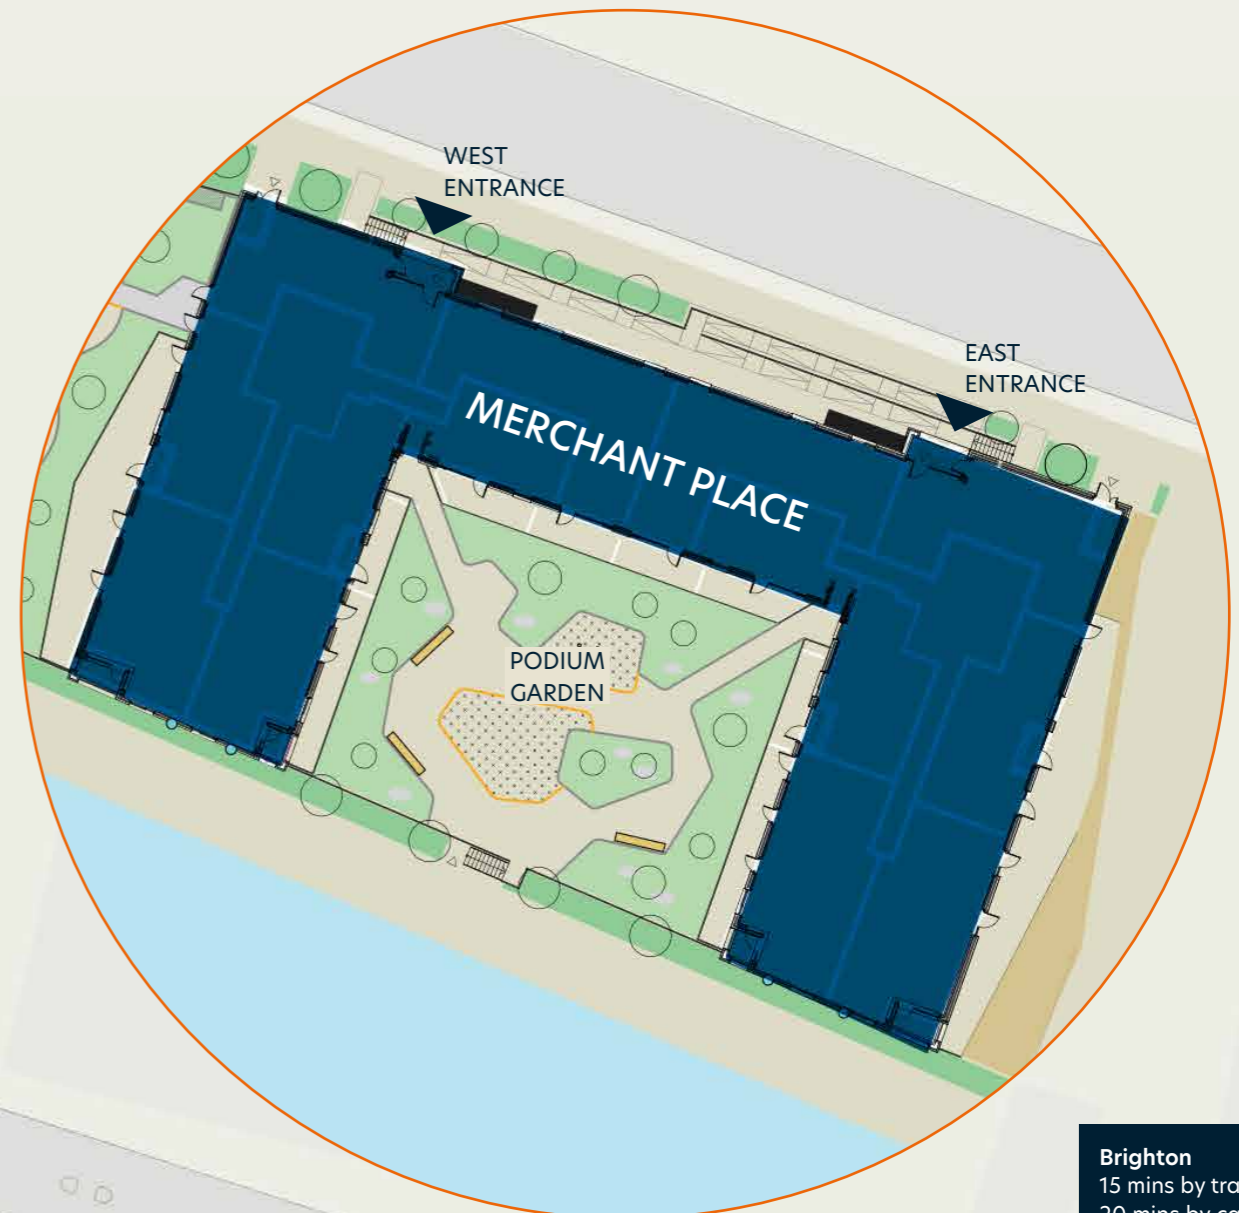 WEST
ENTRANCE
EAST
ENTRANCE
MERCHANT PLACE
PODIUM
GARDEN
Brighton
15 mins by